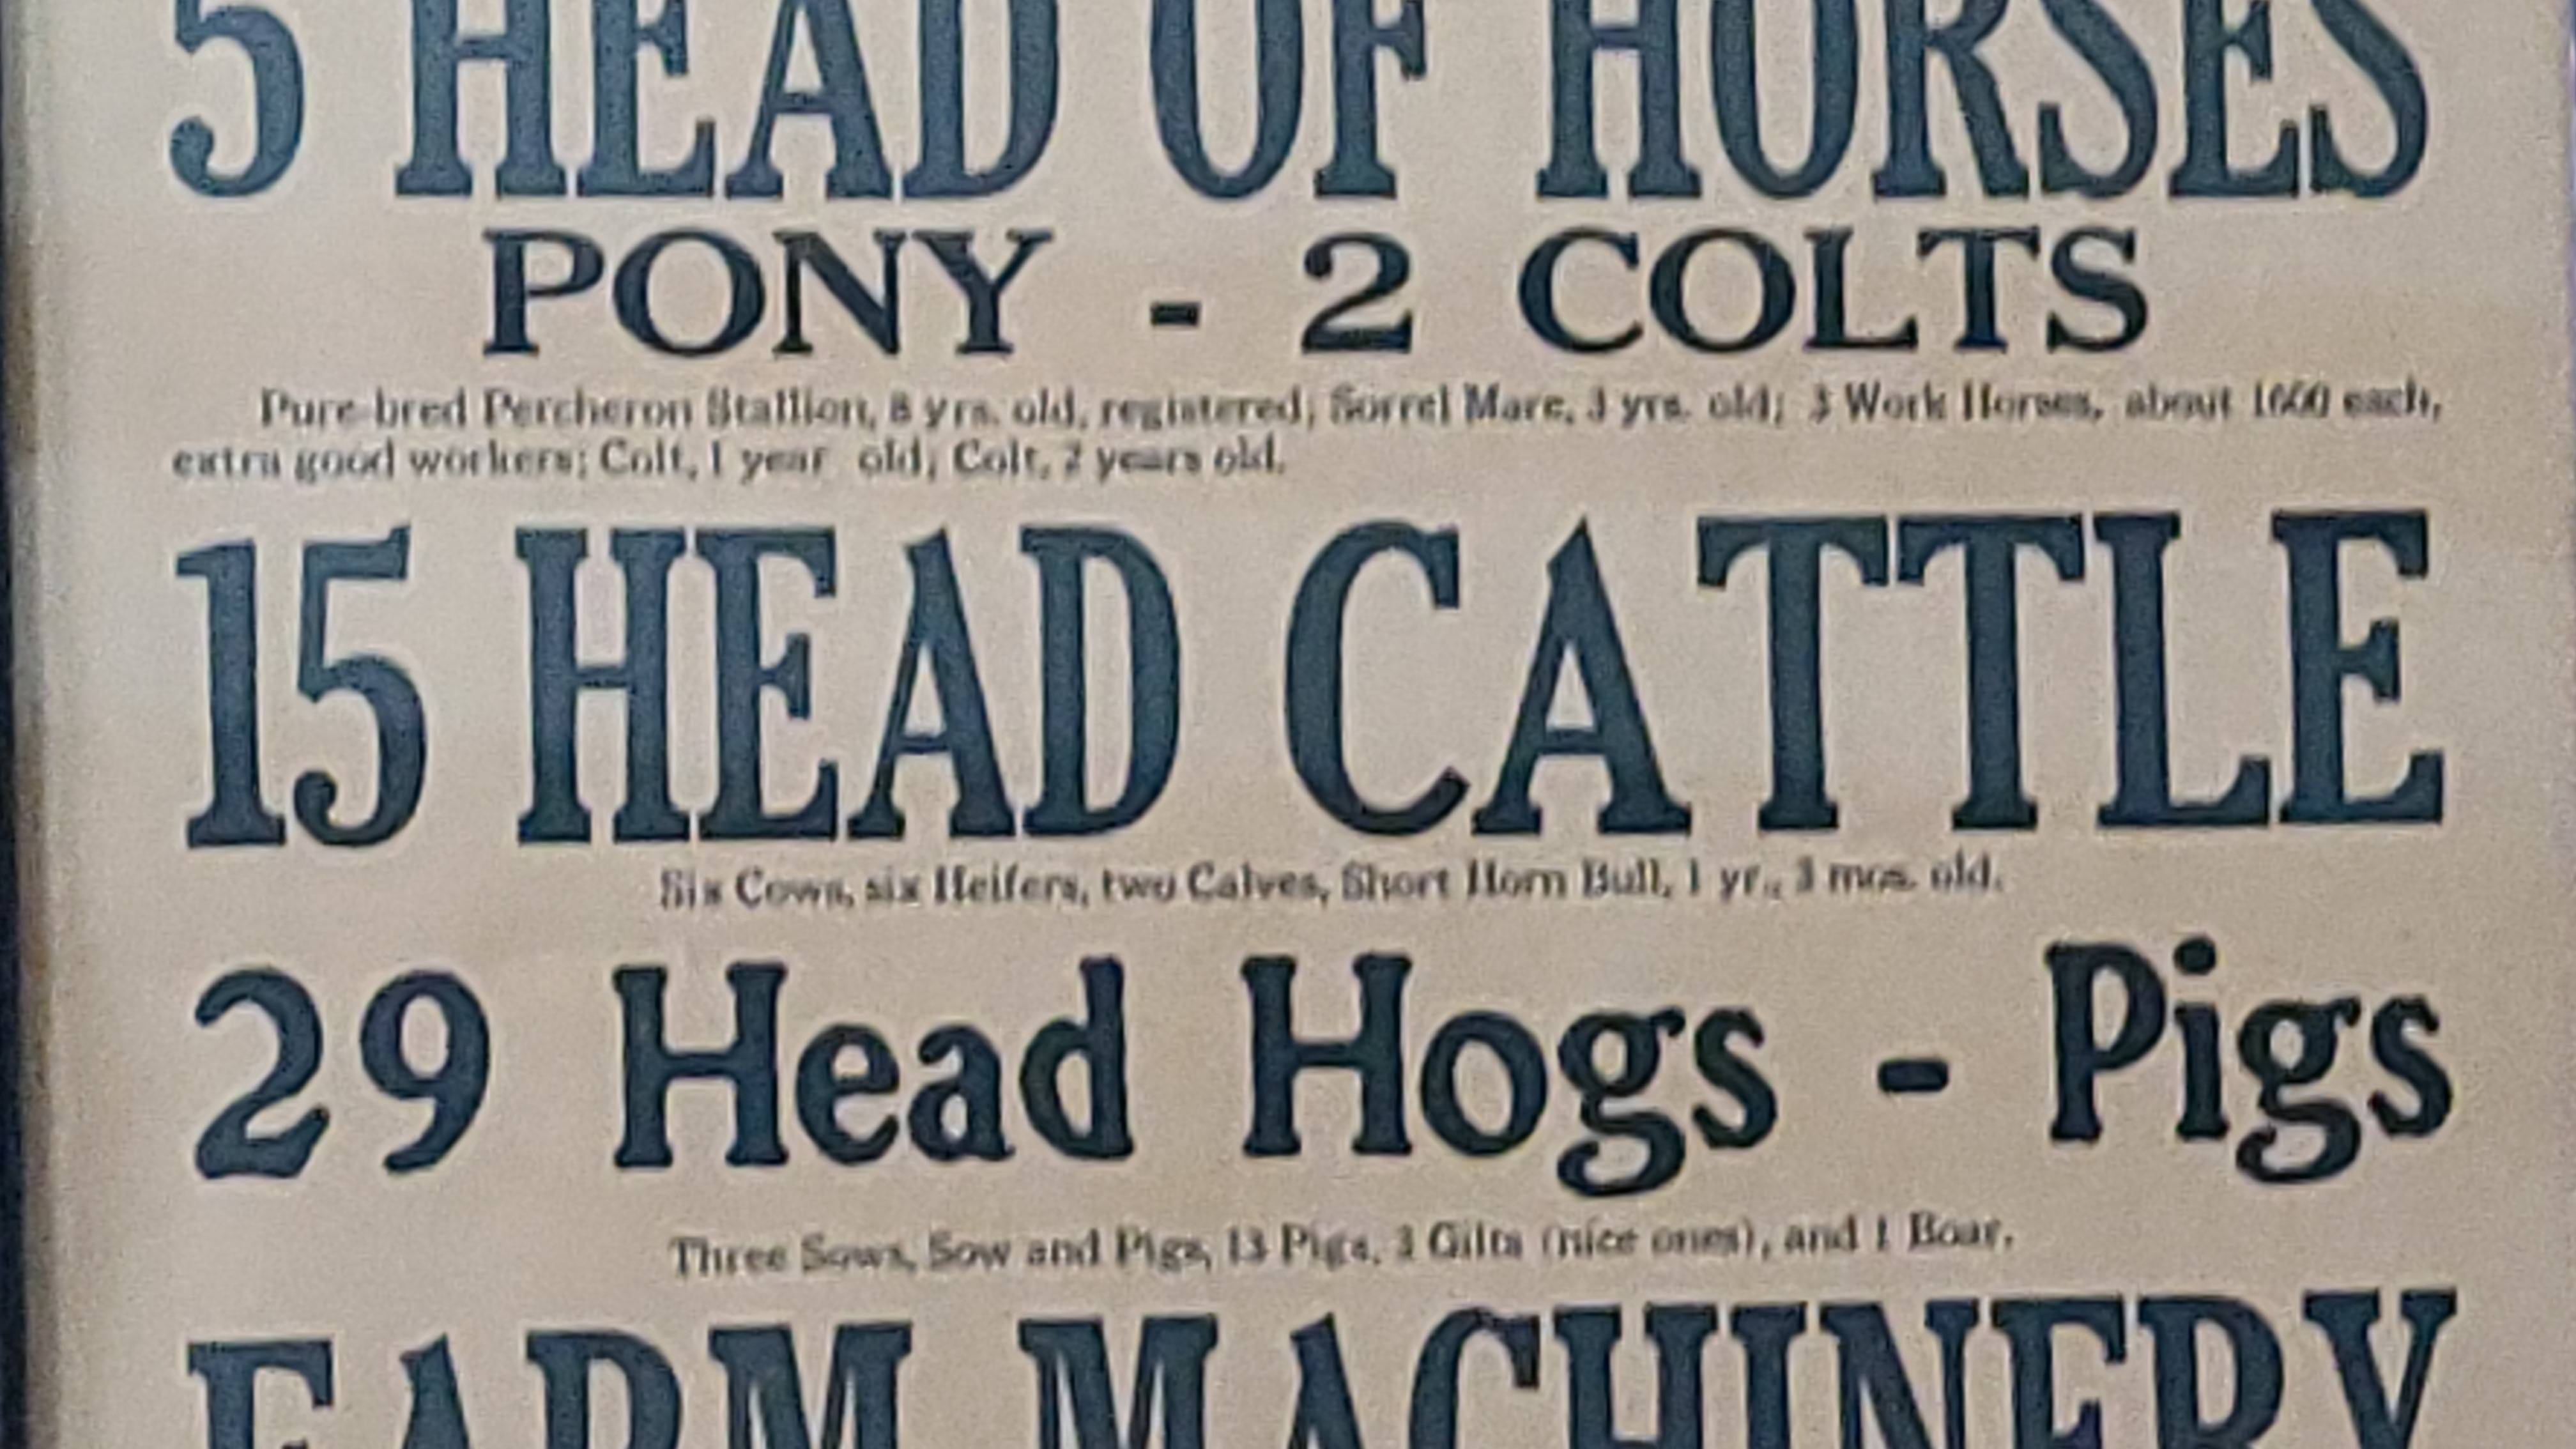 5 HEAD OF HORSES
PONY - 2 COLTS
Pure-bred Percheron Stallion, 8 yrs. old, registered; Sorrel Mare, 3 yrs. old; 3 Work Horses, about 1600 each,
extra good workers; Colt, 1 year old; Colt, 2 years old.
15 HEAD CATTLE
Six Cows, six Heifers, two Calves, Short Horn Bull, 1 yr., 3 mos. old.
29 Head Hogs - Pigs
Three Sows, Sow and Pigs, 13 Pigs, 3 Gilts (nice ones), and 1 Boar.
FARM MACHINERY